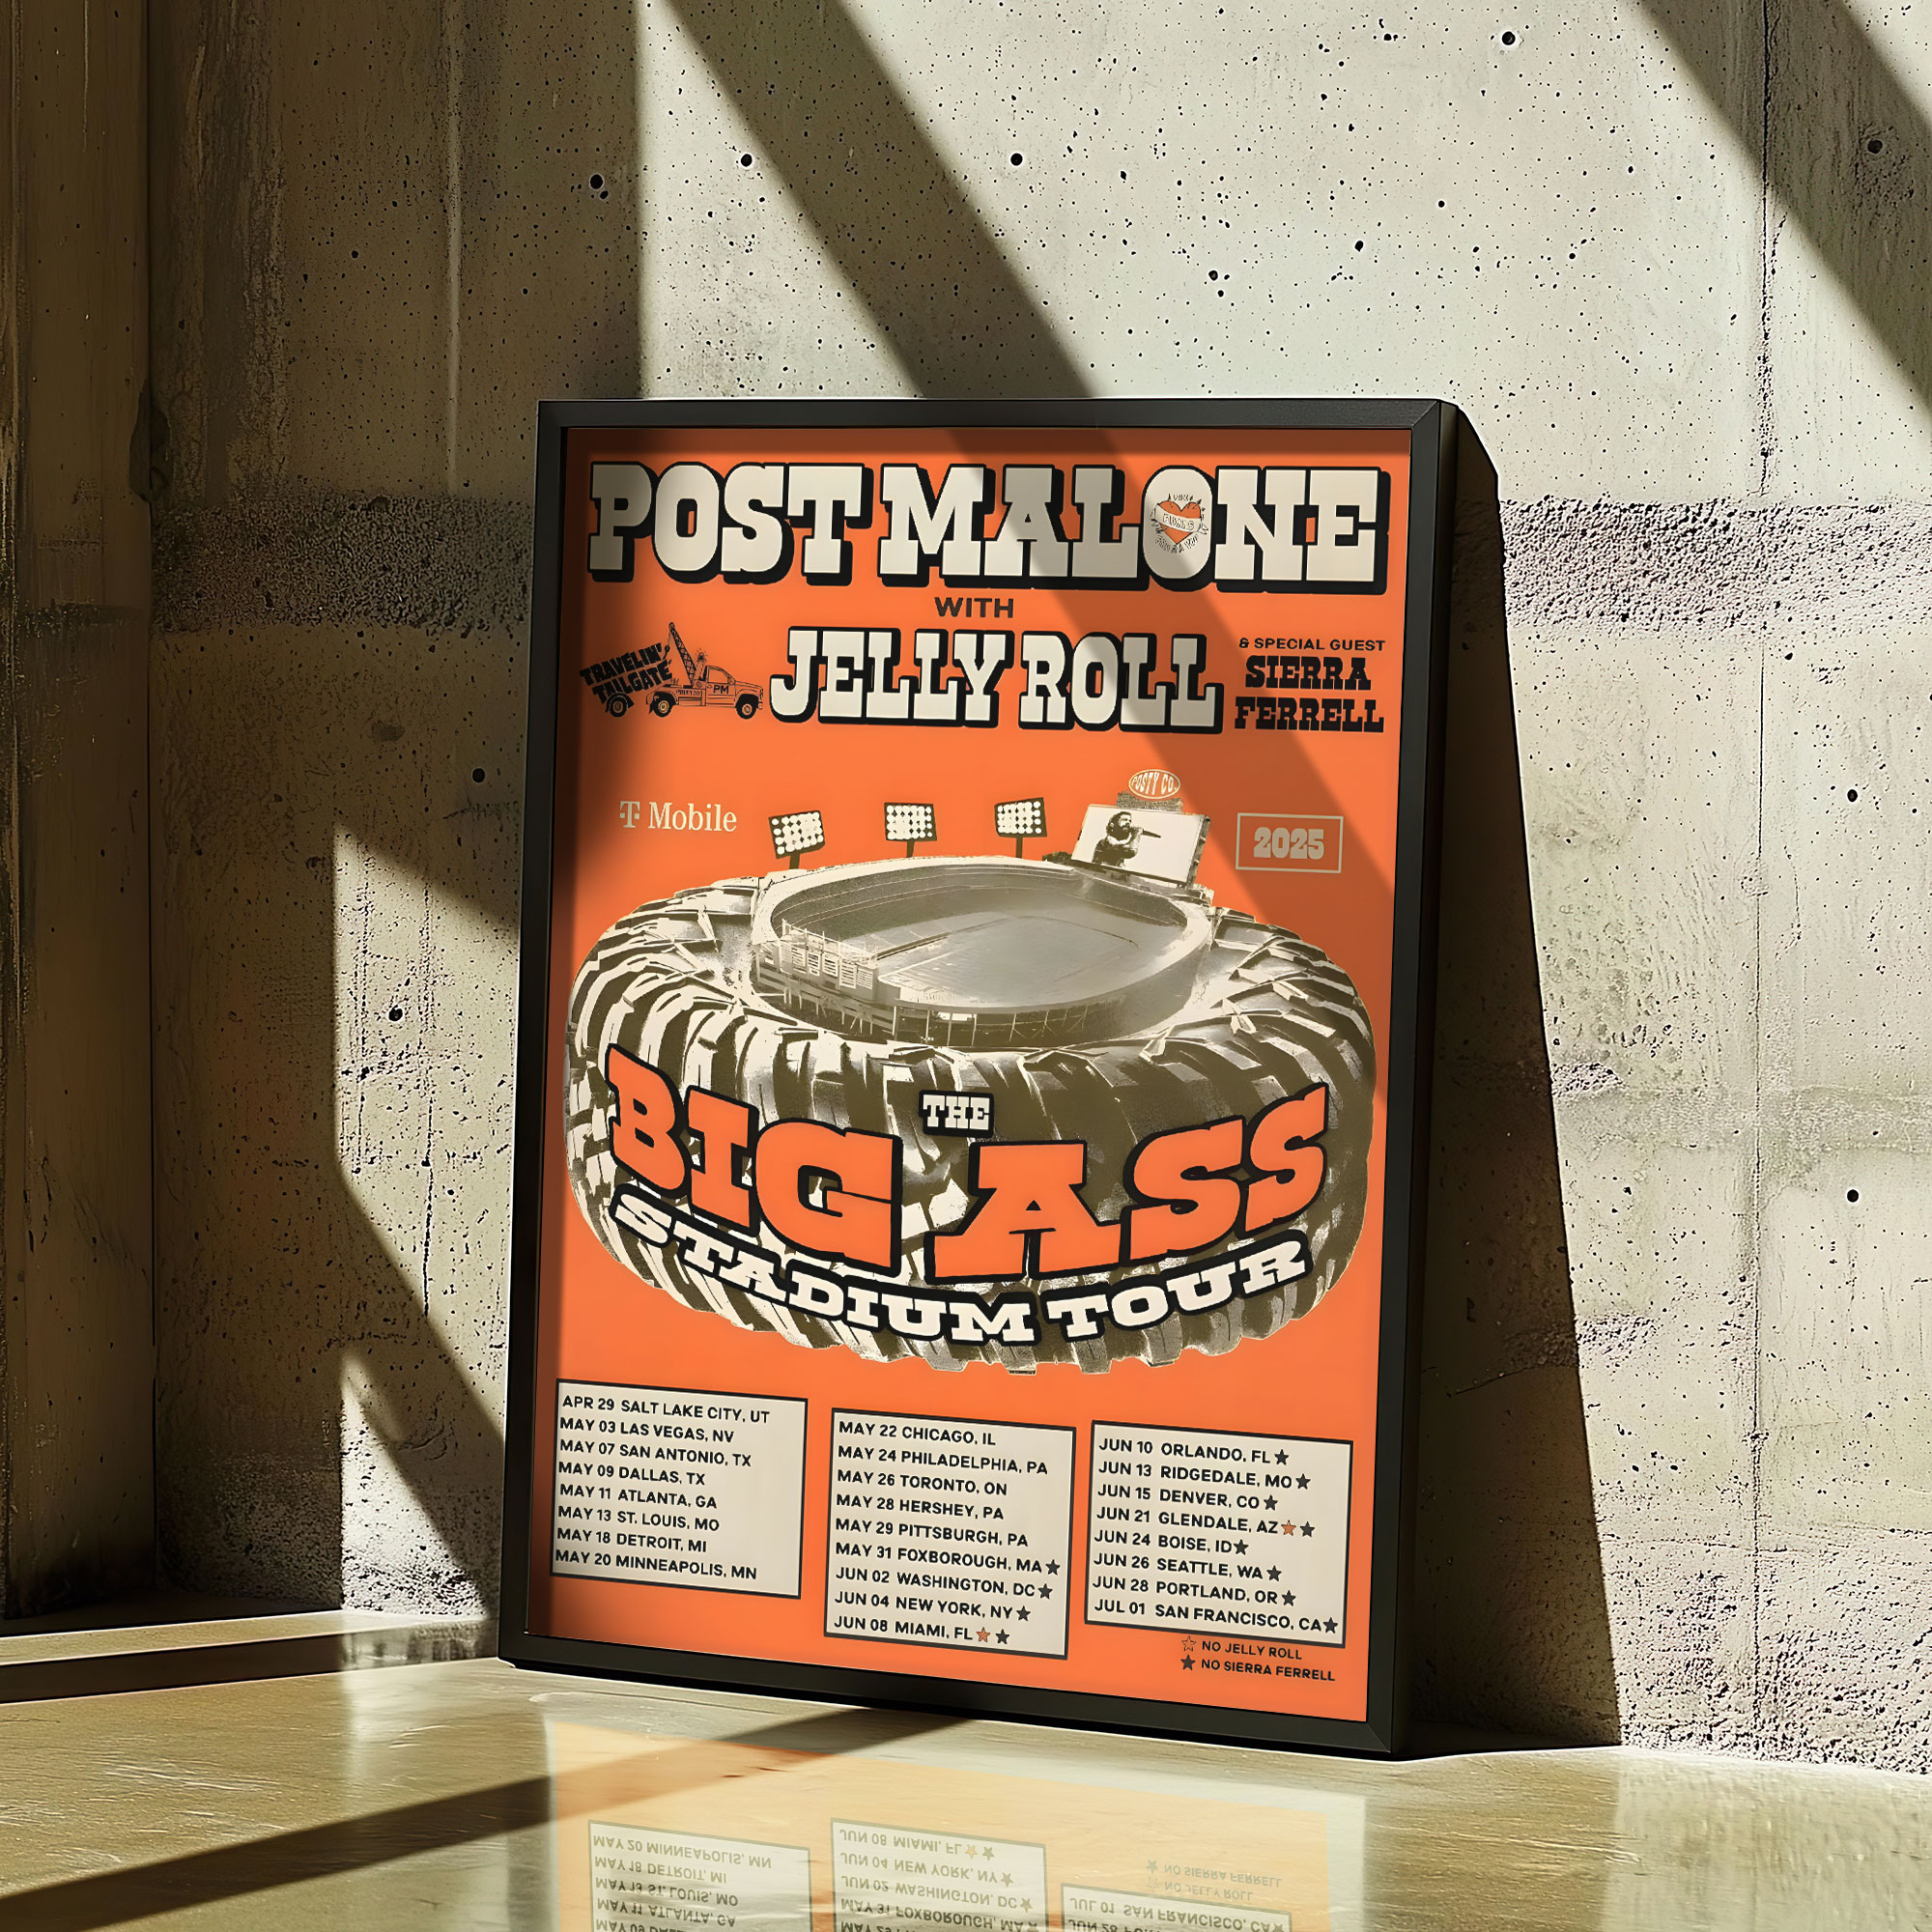 POST MALONE
WITH
TRAVELIN'
TAILGATE
PM
JELLY ROLL
& SPECIAL GUEST
SIERRA
FERRELL
T Mobile
POSTY CO.
2025
THE
BIG ASS
STADIUM TOUR
APR 29 SALT LAKE CITY, UT
MAY 03 LAS VEGAS, NV
MAY 07 SAN ANTONIO, TX
MAY 09 DALLAS, TX
MAY 11 ATLANTA, GA
MAY 13 ST. LOUIS, MO
MAY 18 DETROIT, MI
MAY 20 MINNEAPOLIS, MN
MAY 22 CHICAGO, IL
MAY 24 PHILADELPHIA, PA
MAY 26 TORONTO, ON
MAY 28 HERSHEY, PA
MAY 29 PITTSBURGH, PA
MAY 31 FOXBOROUGH, MA ★
JUN 02 WASHINGTON, DC ★
JUN 04 NEW YORK, NY ★
JUN 08 MIAMI, FL ★ ★
JUN 10 ORLANDO, FL ★
JUN 13 RIDGEDALE, MO ★
JUN 15 DENVER, CO ★
JUN 21 GLENDALE, AZ ★ ★
JUN 24 BOISE, ID ★
JUN 26 SEATTLE, WA ★
JUN 28 PORTLAND, OR ★
JUL 01 SAN FRANCISCO, CA ★
☆ NO JELLY ROLL
★ NO SIERRA FERRELL